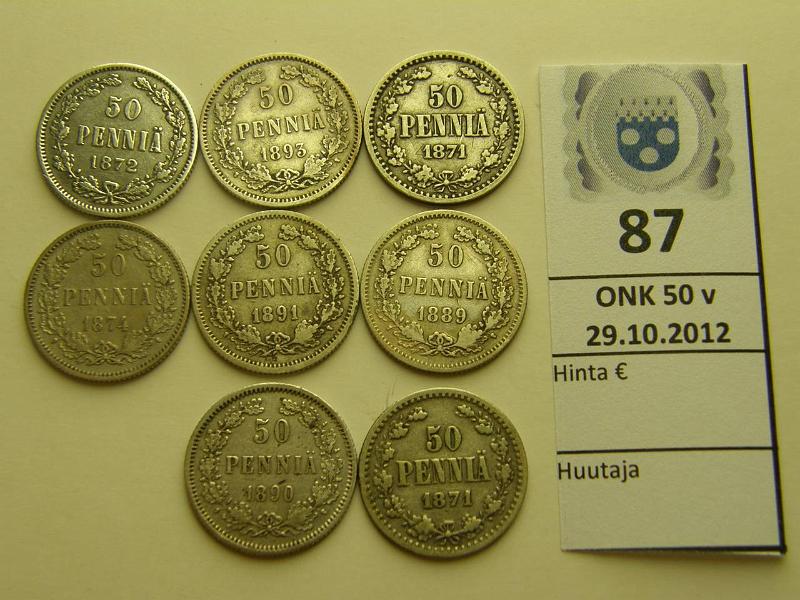 50
PENNIÄ
1872
50
PENNIÄ
1893
50
PENNIÄ
1871
50
PENNIÄ
1874
50
PENNIÄ
1891
50
PENNIÄ
1889
50
PENNIÄ
1890
50
PENNIÄ
1871
87
ONK 50 v
29.10.2012
Hinta €
Huutaja